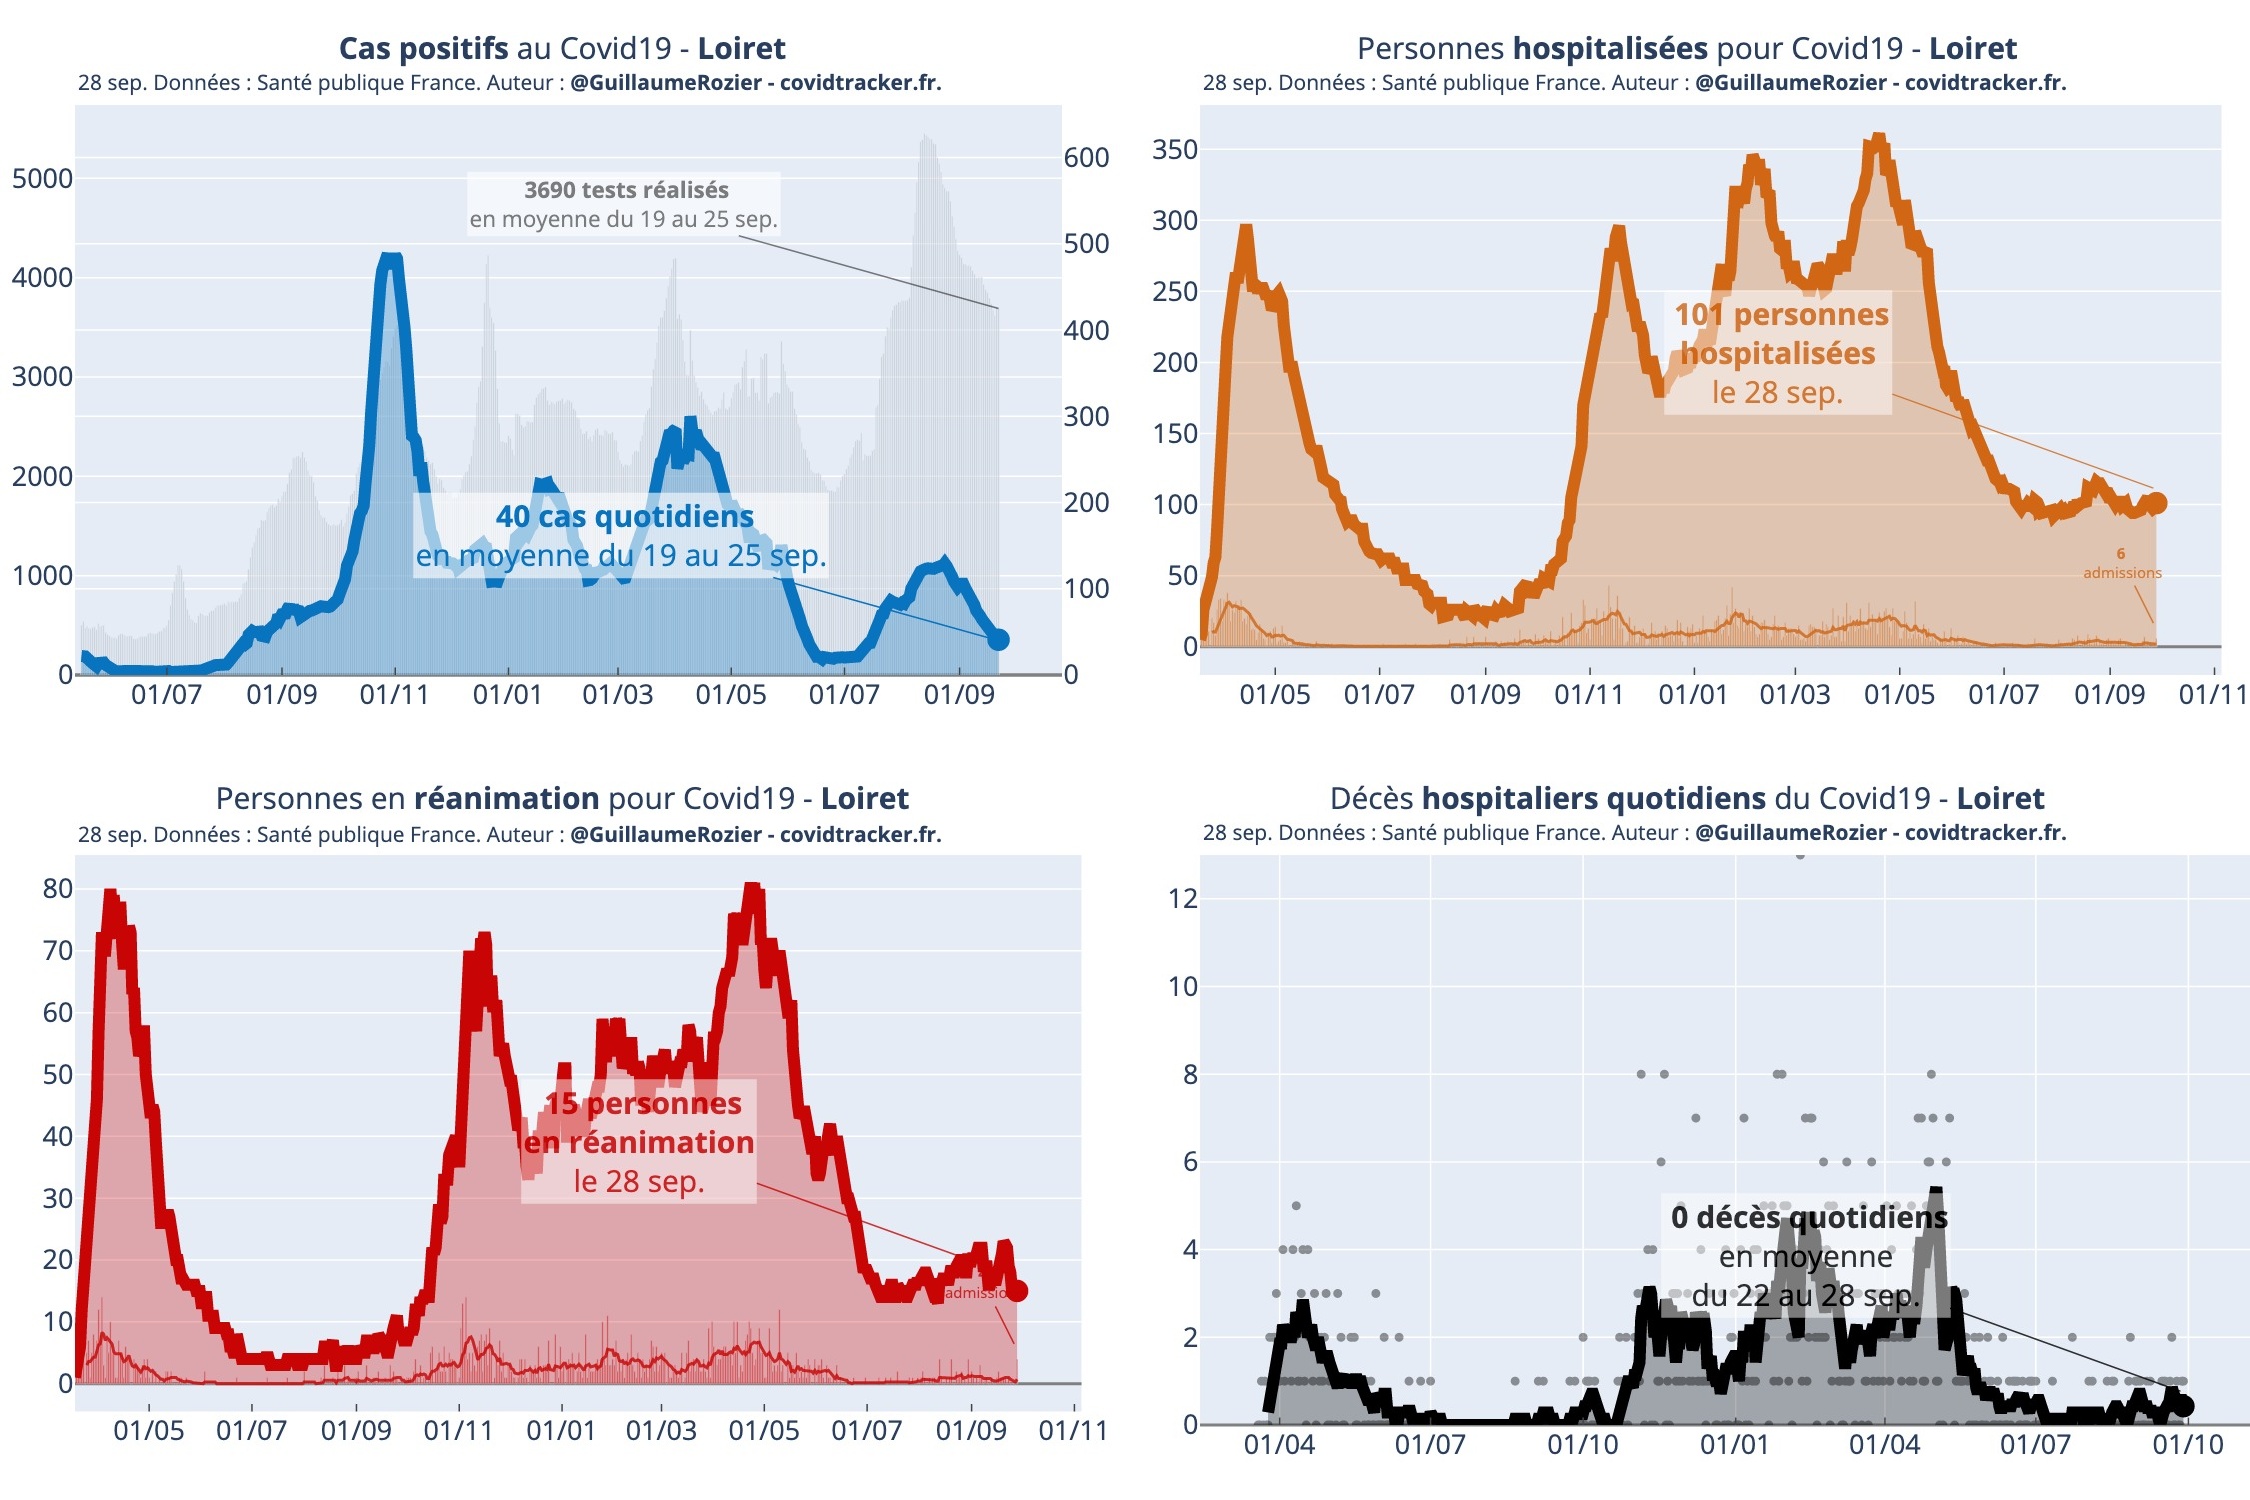 Cas positifs au Covid19 - Loiret
28 sep. Données : Santé publique France. Auteur : @GuillaumeRozier - covidtracker.fr.
5000
4000
3000
2000
1000
0
600
500
400
300
200
100
0
3690 tests réalisés
en moyenne du 19 au 25 sep.
40 cas quotidiens
en moyenne du 19 au 25 sep.
01/07 01/09 01/11 01/01 01/03 01/05 01/07 01/09
Personnes hospitalisées pour Covid19 - Loiret
28 sep. Données : Santé publique France. Auteur : @GuillaumeRozier - covidtracker.fr.
350
300
250
200
150
100
50
0
101 personnes
hospitalisées
le 28 sep.
6
admissions
01/05 01/07 01/09 01/11 01/01 01/03 01/05 01/07 01/09 01/11
Personnes en réanimation pour Covid19 - Loiret
28 sep. Données : Santé publique France. Auteur : @GuillaumeRozier - covidtracker.fr.
80
70
60
50
40
30
20
10
0
15 personnes
en réanimation
le 28 sep.
01/05 01/07 01/09 01/11 01/01 01/03 01/05 01/07 01/09 01/11
Décès hospitaliers quotidiens du Covid19 - Loiret
28 sep. Données : Santé publique France. Auteur : @GuillaumeRozier - covidtracker.fr.
12
10
8
6
4
2
0
0 décès quotidiens
en moyenne
du 22 au 28 sep.
01/04 01/07 01/10 01/01 01/04 01/07 01/10